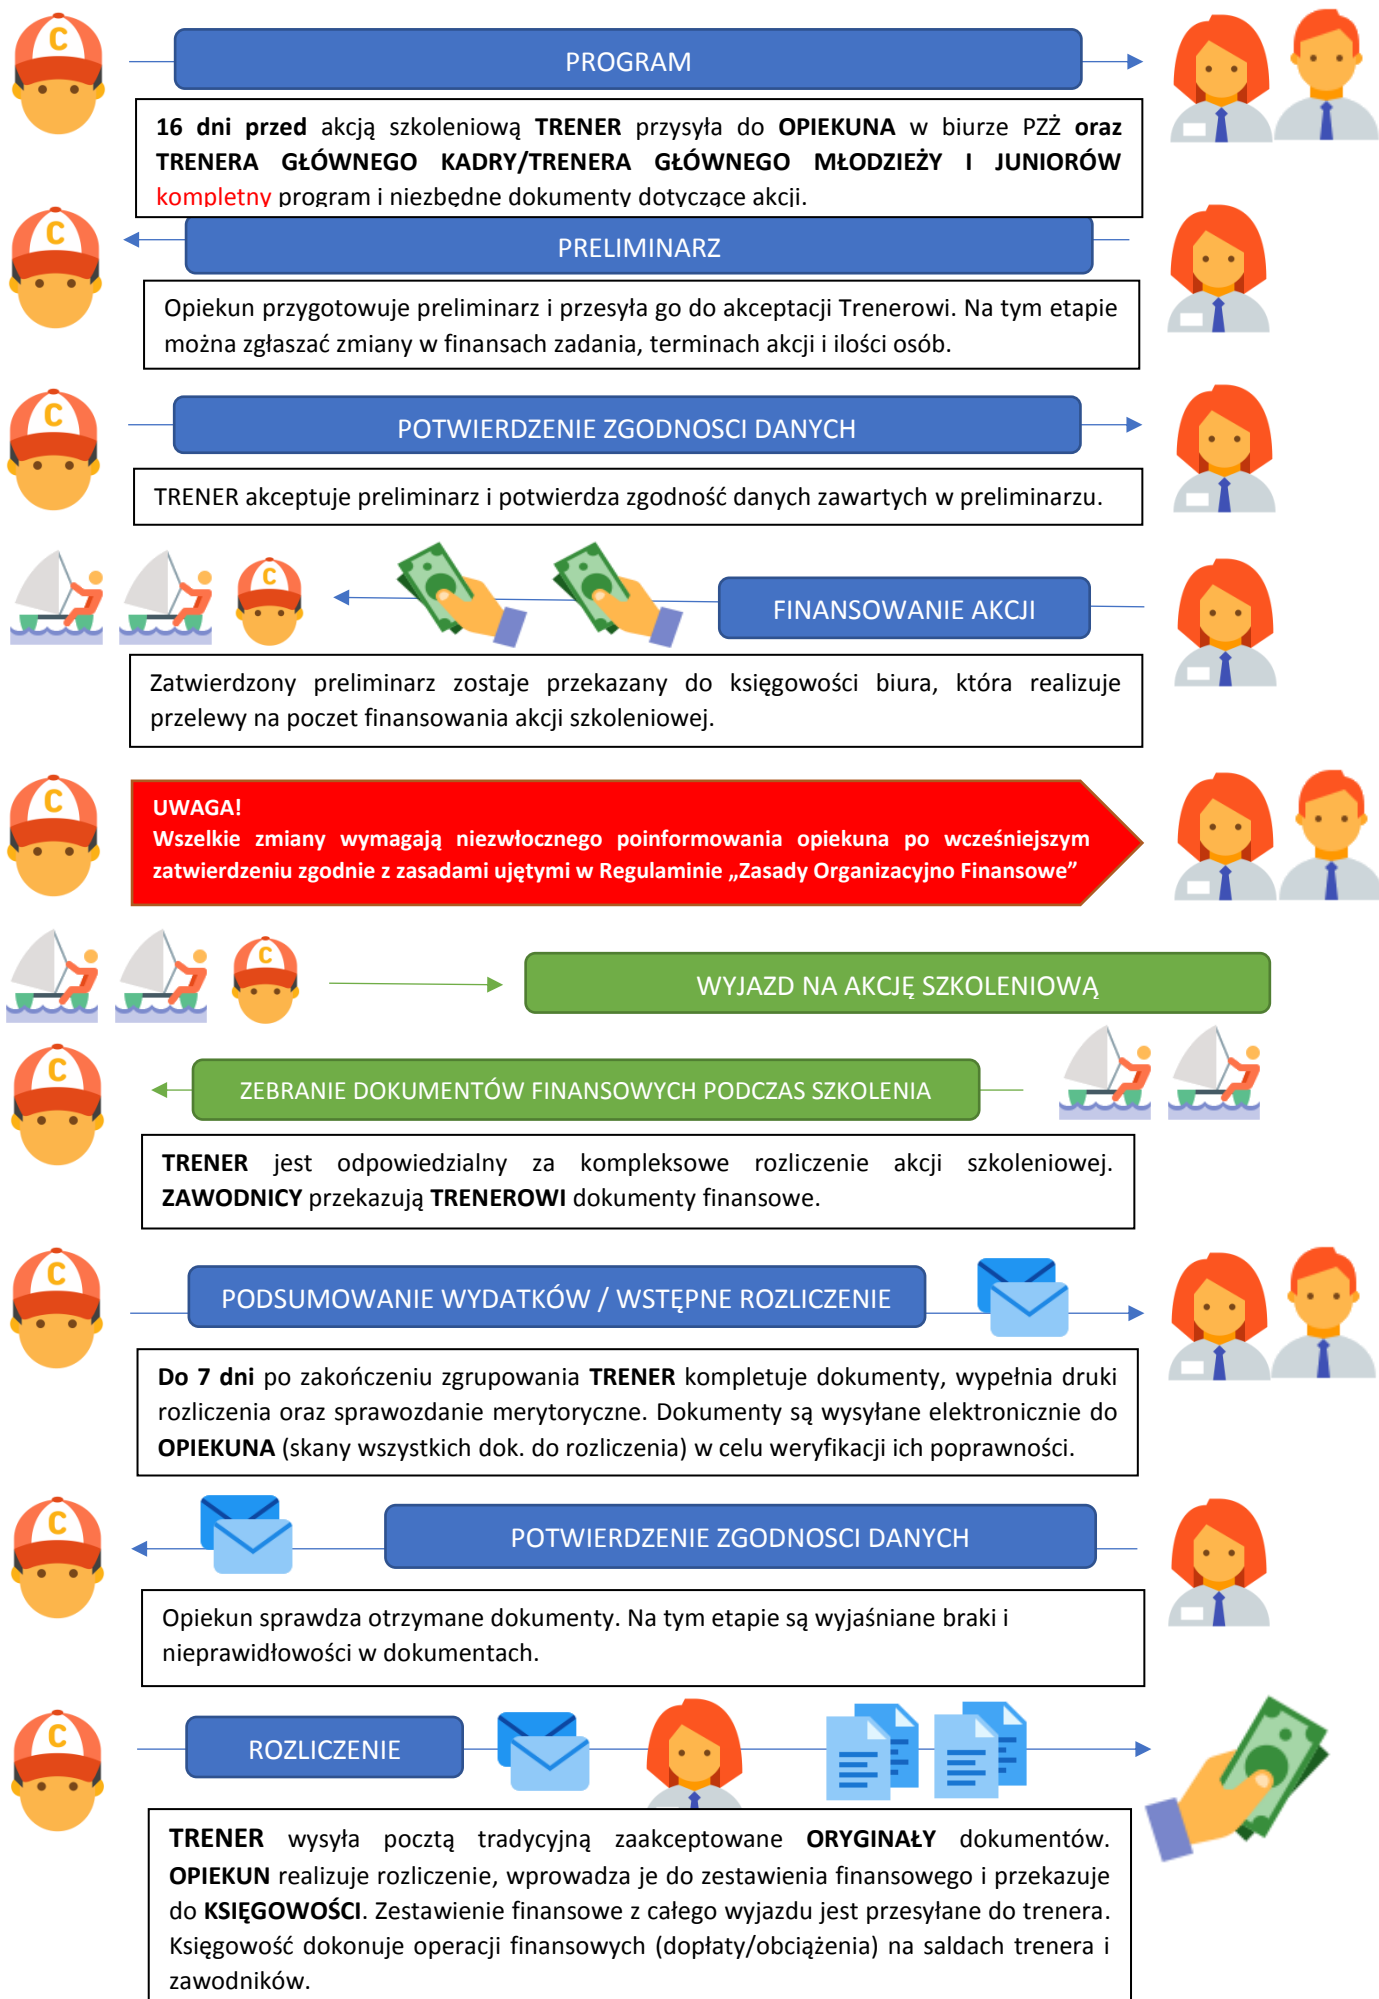 C
PROGRAM
16 dni przed akcją szkoleniową TRENER przysyła do OPIEKUNA w biurze PZŻ oraz
TRENERA GŁÓWNEGO KADRY/TRENERA GŁÓWNEGO MŁODZIEŻY I JUNIORÓW
kompletny program i niezbędne dokumenty dotyczące akcji.
C
PRELIMINARZ
Opiekun przygotowuje preliminarz i przesyła go do akceptacji Trenerowi. Na tym etapie
można zgłaszać zmiany w finansach zadania, terminach akcji i ilości osób.
C
POTWIERDZENIE ZGODNOSCI DANYCH
TRENER akceptuje preliminarz i potwierdza zgodność danych zawartych w preliminarzu.
C
FINANSOWANIE AKCJI
Zatwierdzony preliminarz zostaje przekazany do księgowości biura, która realizuje
przelewy na poczet finansowania akcji szkoleniowej.
C
UWAGA!
Wszelkie zmiany wymagają niezwłocznego poinformowania opiekuna po wcześniejszym
zatwierdzeniu zgodnie z zasadami ujętymi w Regulaminie „Zasady Organizacyjno Finansowe”
C
WYJAZD NA AKCJĘ SZKOLENIOWĄ
C
ZEBRANIE DOKUMENTÓW FINANSOWYCH PODCZAS SZKOLENIA
TRENER jest odpowiedzialny za kompleksowe rozliczenie akcji szkoleniowej.
ZAWODNICY przekazują TRENEROWI dokumenty finansowe.
C
PODSUMOWANIE WYDATKÓW / WSTĘPNE ROZLICZENIE
Do 7 dni po zakończeniu zgrupowania TRENER kompletuje dokumenty, wypełnia druki
rozliczenia oraz sprawozdanie merytoryczne. Dokumenty są wysyłane elektronicznie do
OPIEKUNA (skany wszystkich dok. do rozliczenia) w celu weryfikacji ich poprawności.
C
POTWIERDZENIE ZGODNOSCI DANYCH
Opiekun sprawdza otrzymane dokumenty. Na tym etapie są wyjaśniane braki i
nieprawidłowości w dokumentach.
C
ROZLICZENIE
TRENER wysyła pocztą tradycyjną zaakceptowane ORYGINAŁY dokumentów.
OPIEKUN realizuje rozliczenie, wprowadza je do zestawienia finansowego i przekazuje
do KSIĘGOWOŚCI. Zestawienie finansowe z całego wyjazdu jest przesyłane do trenera.
Księgowość dokonuje operacji finansowych (dopłaty/obciążenia) na saldach trenera i
zawodników.